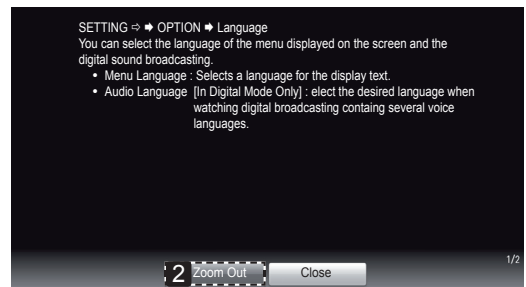 SETTING ⇨ ➡ OPTION ➡ Language
You can select the language of the menu displayed on the screen and the
digital sound broadcasting.
• Menu Language : Selects a language for the display text.
• Audio Language [In Digital Mode Only] : elect the desired language when
watching digital broadcasting containg several voice
languages.
1/2
2 Zoom Out Close